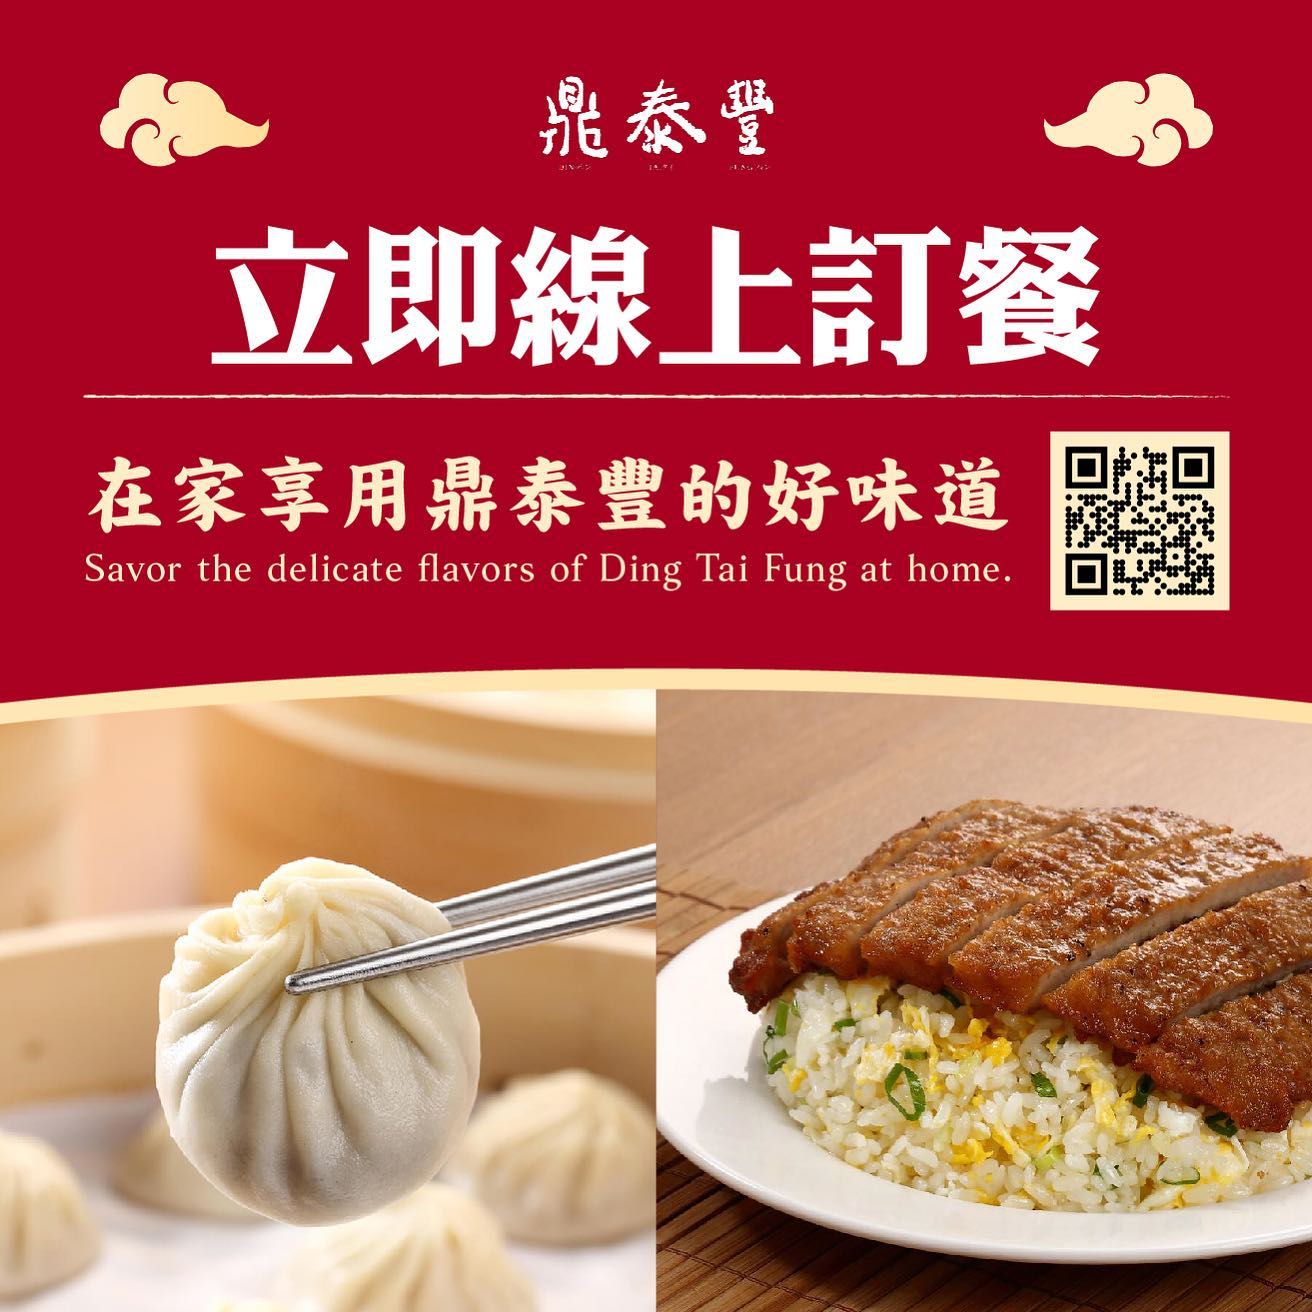 鼎泰豐
立即線上訂餐
在家享用鼎泰豐的好味道
Savor the delicate flavors of Ding Tai Fung at home.